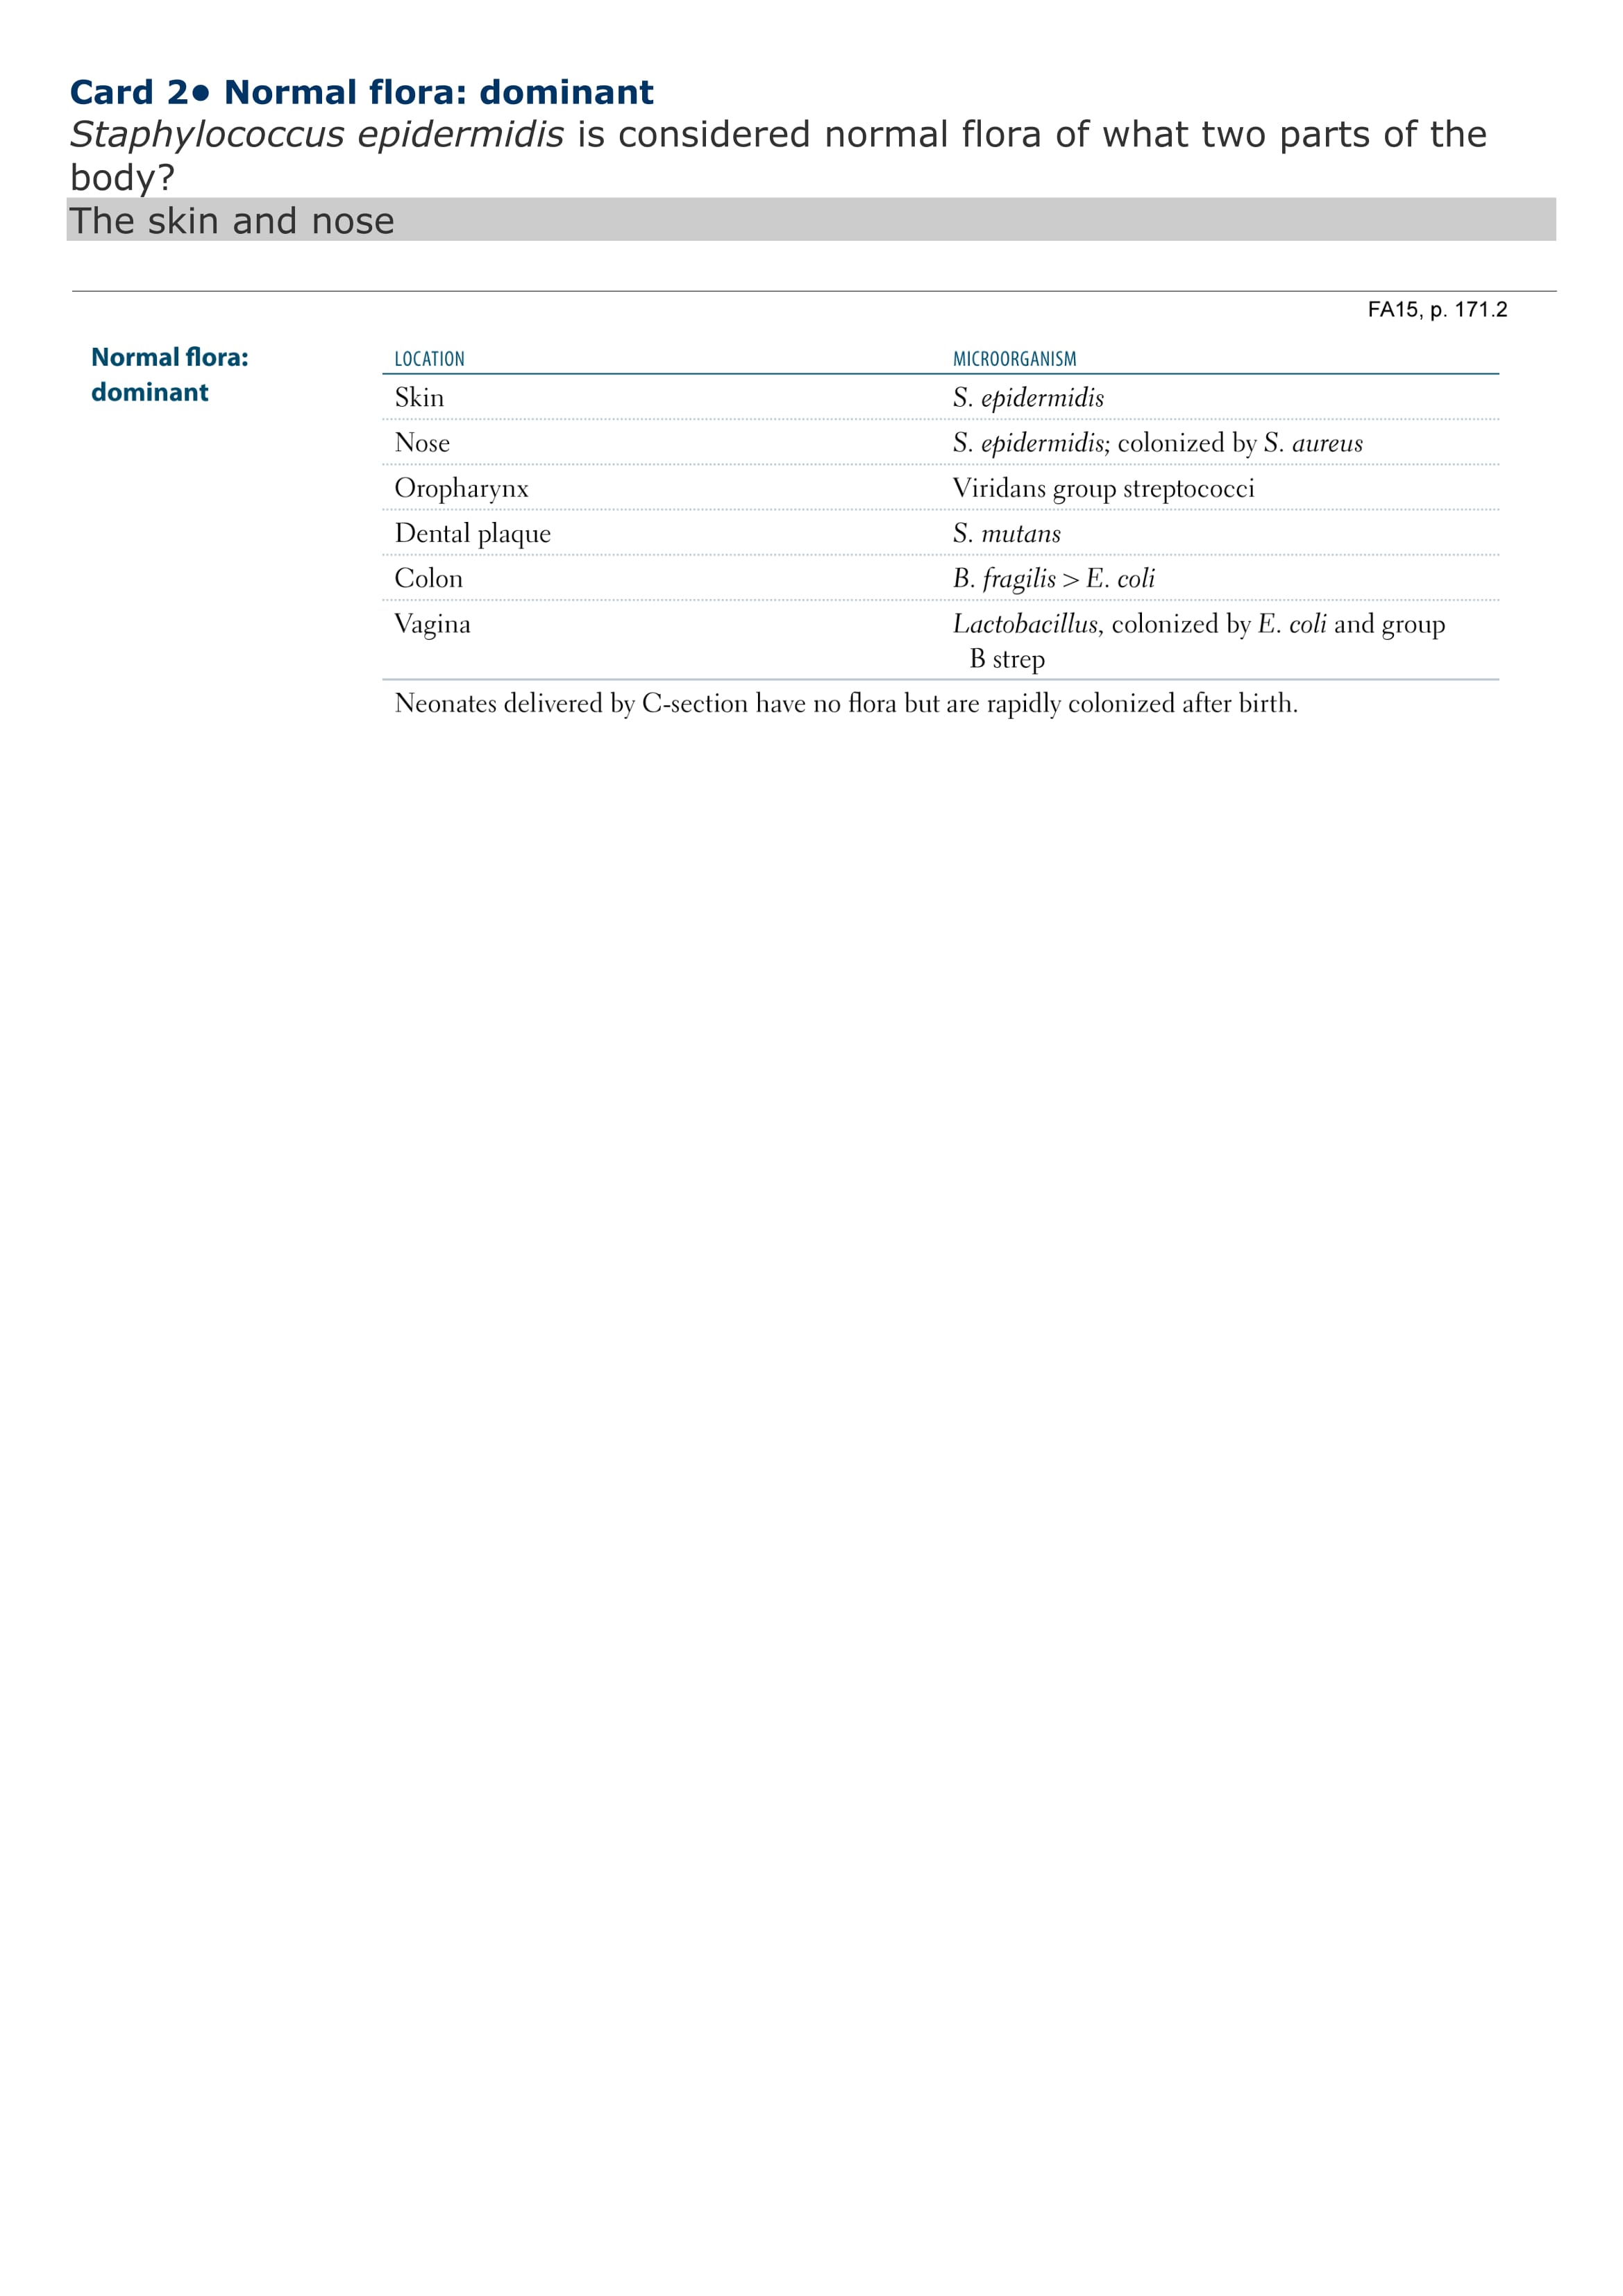 Card 2● Normal flora: dominant
Staphylococcus epidermidis is considered normal flora of what two parts of the
body?
The skin and nose
FA15, p. 171.2
Normal flora:
dominant
LOCATION MICROORGANISM
Skin S. epidermidis
Nose S. epidermidis; colonized by S. aureus
Oropharynx Viridans group streptococci
Dental plaque S. mutans
Colon B. fragilis > E. coli
Vagina Lactobacillus, colonized by E. coli and group
B strep
Neonates delivered by C-section have no flora but are rapidly colonized after birth.